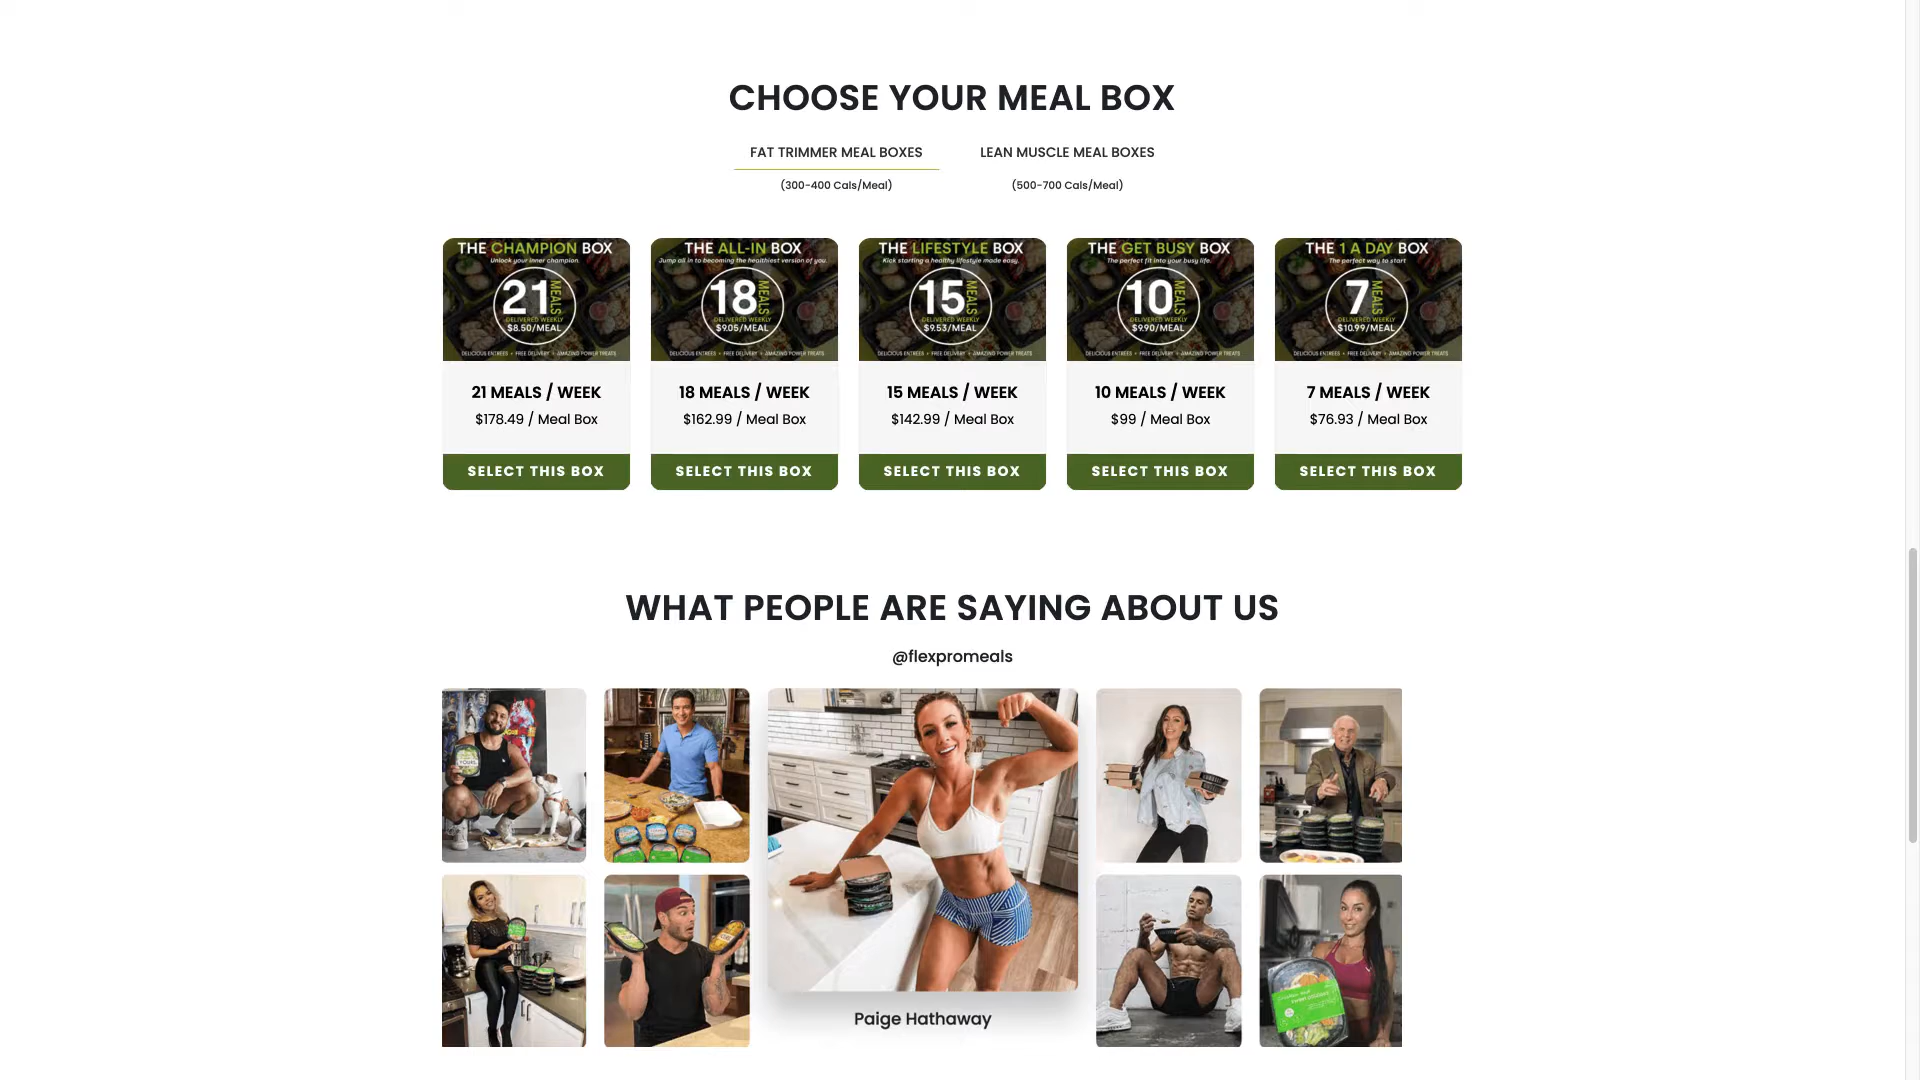 CHOOSE YOUR MEAL BOX
FAT TRIMMER MEAL BOXES
(300-400 Cals/Meal)
LEAN MUSCLE MEAL BOXES
(500-700 Cals/Meal)
THE CHAMPION BOX
Unlock your inner champion.
21 MEALS
DELIVERED WEEKLY
$8.50/MEAL
DELICIOUS ENTREES + FREE DELIVERY + AMAZING POWER TREATS
21 MEALS / WEEK
$178.49 / Meal Box
SELECT THIS BOX
THE ALL-IN BOX
Jump all in to becoming the healthiest version of you.
18 MEALS
DELIVERED WEEKLY
$9.05/MEAL
DELICIOUS ENTREES + FREE DELIVERY + AMAZING POWER TREATS
18 MEALS / WEEK
$162.99 / Meal Box
SELECT THIS BOX
THE LIFESTYLE BOX
Kick starting a healthy lifestyle made easy.
15 MEALS
DELIVERED WEEKLY
$9.53/MEAL
DELICIOUS ENTREES + FREE DELIVERY + AMAZING POWER TREATS
15 MEALS / WEEK
$142.99 / Meal Box
SELECT THIS BOX
THE GET BUSY BOX
The perfect fit into your busy life.
10 MEALS
DELIVERED WEEKLY
$9.90/MEAL
DELICIOUS ENTREES + FREE DELIVERY + AMAZING POWER TREATS
10 MEALS / WEEK
$99 / Meal Box
SELECT THIS BOX
THE 1 A DAY BOX
The perfect way to start
7 MEALS
DELIVERED WEEKLY
$10.99/MEAL
DELICIOUS ENTREES + FREE DELIVERY + AMAZING POWER TREATS
7 MEALS / WEEK
$76.93 / Meal Box
SELECT THIS BOX
WHAT PEOPLE ARE SAYING ABOUT US
@flexpromeals
Paige Hathaway